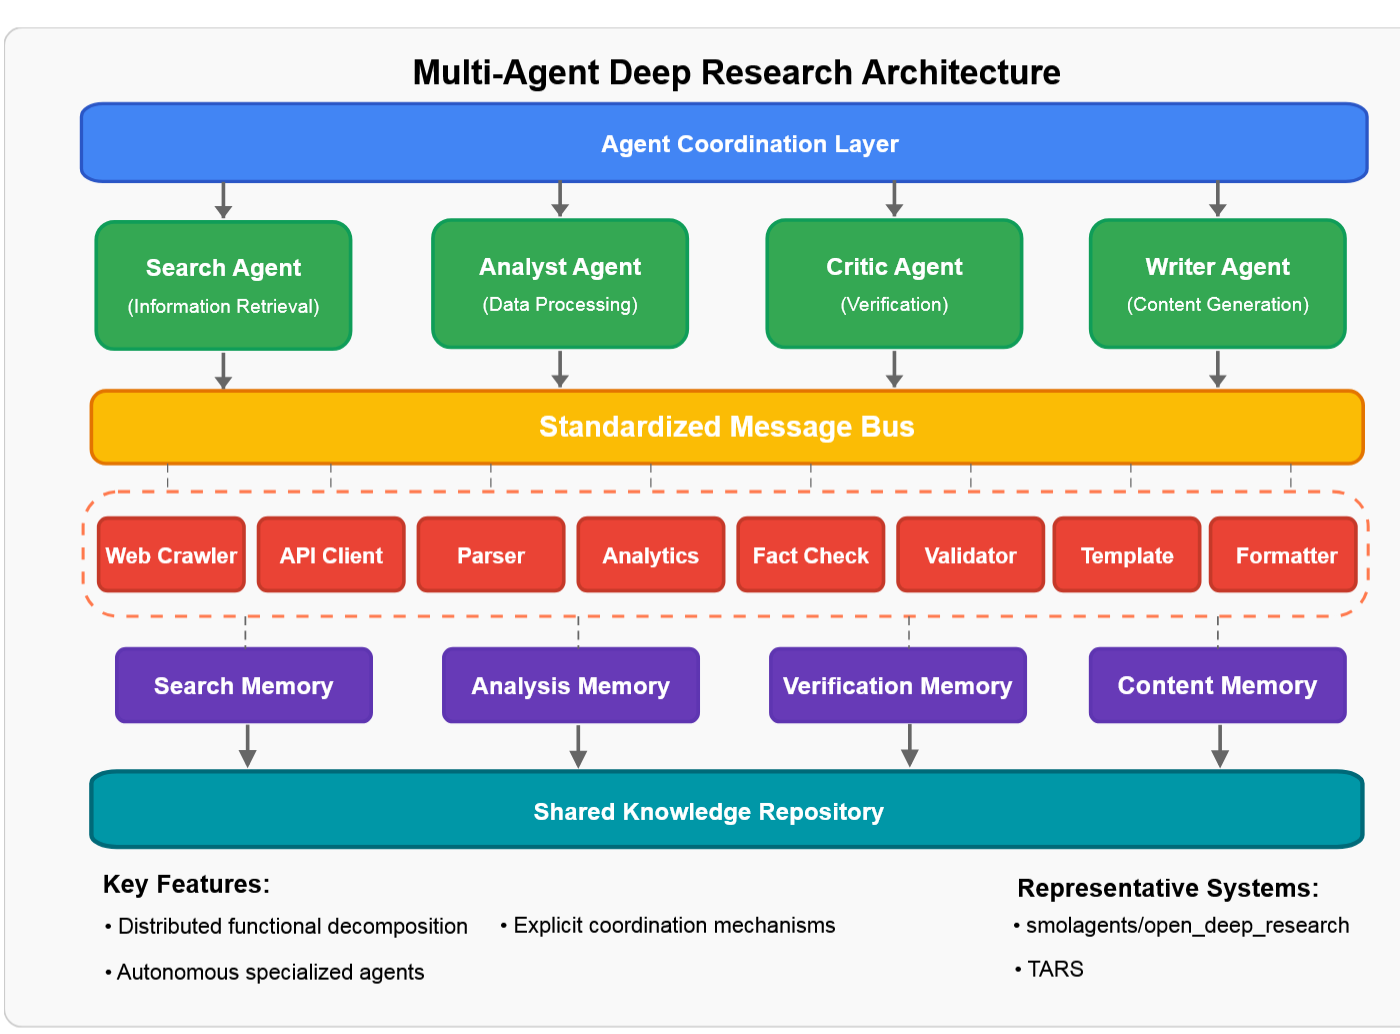 Multi-Agent Deep Research Architecture
Agent Coordination Layer
Search Agent
(Information Retrieval)
Analyst Agent
(Data Processing)
Critic Agent
(Verification)
Writer Agent
(Content Generation)
Standardized Message Bus
Web Crawler
API Client
Parser
Analytics
Fact Check
Validator
Template
Formatter
Search Memory
Analysis Memory
Verification Memory
Content Memory
Shared Knowledge Repository
Key Features:
• Distributed functional decomposition
• Explicit coordination mechanisms
• Autonomous specialized agents
Representative Systems:
• smolagents/open_deep_research
• TARS